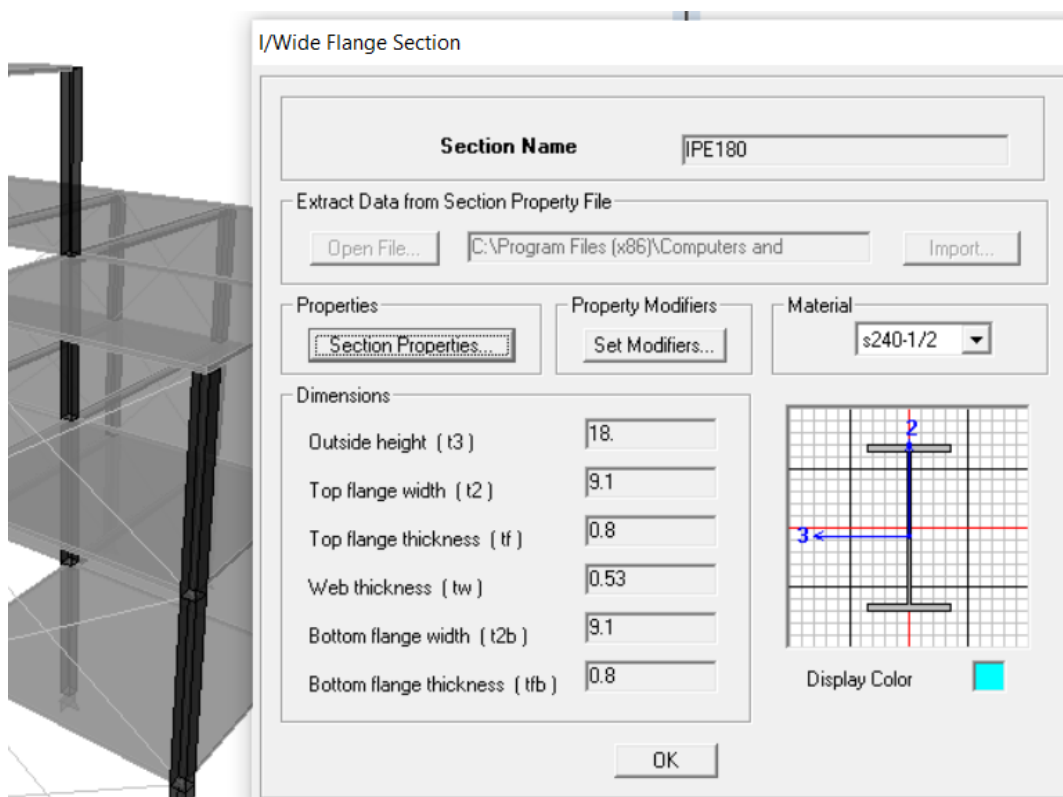 I/Wide Flange Section
Section Name
IPE180
Extract Data from Section Property File
Open File...
C:\Program Files (x86)\Computers and
Import...
Properties
Property Modifiers
Material
Section Properties...
Set Modifiers...
s240-1/2
Dimensions
Outside height ( t3 )
18.
Top flange width ( t2 )
9.1
Top flange thickness ( tf )
0.8
Web thickness ( tw )
0.53
Bottom flange width ( t2b )
9.1
Bottom flange thickness ( tfb )
0.8
2
3
Display Color
OK